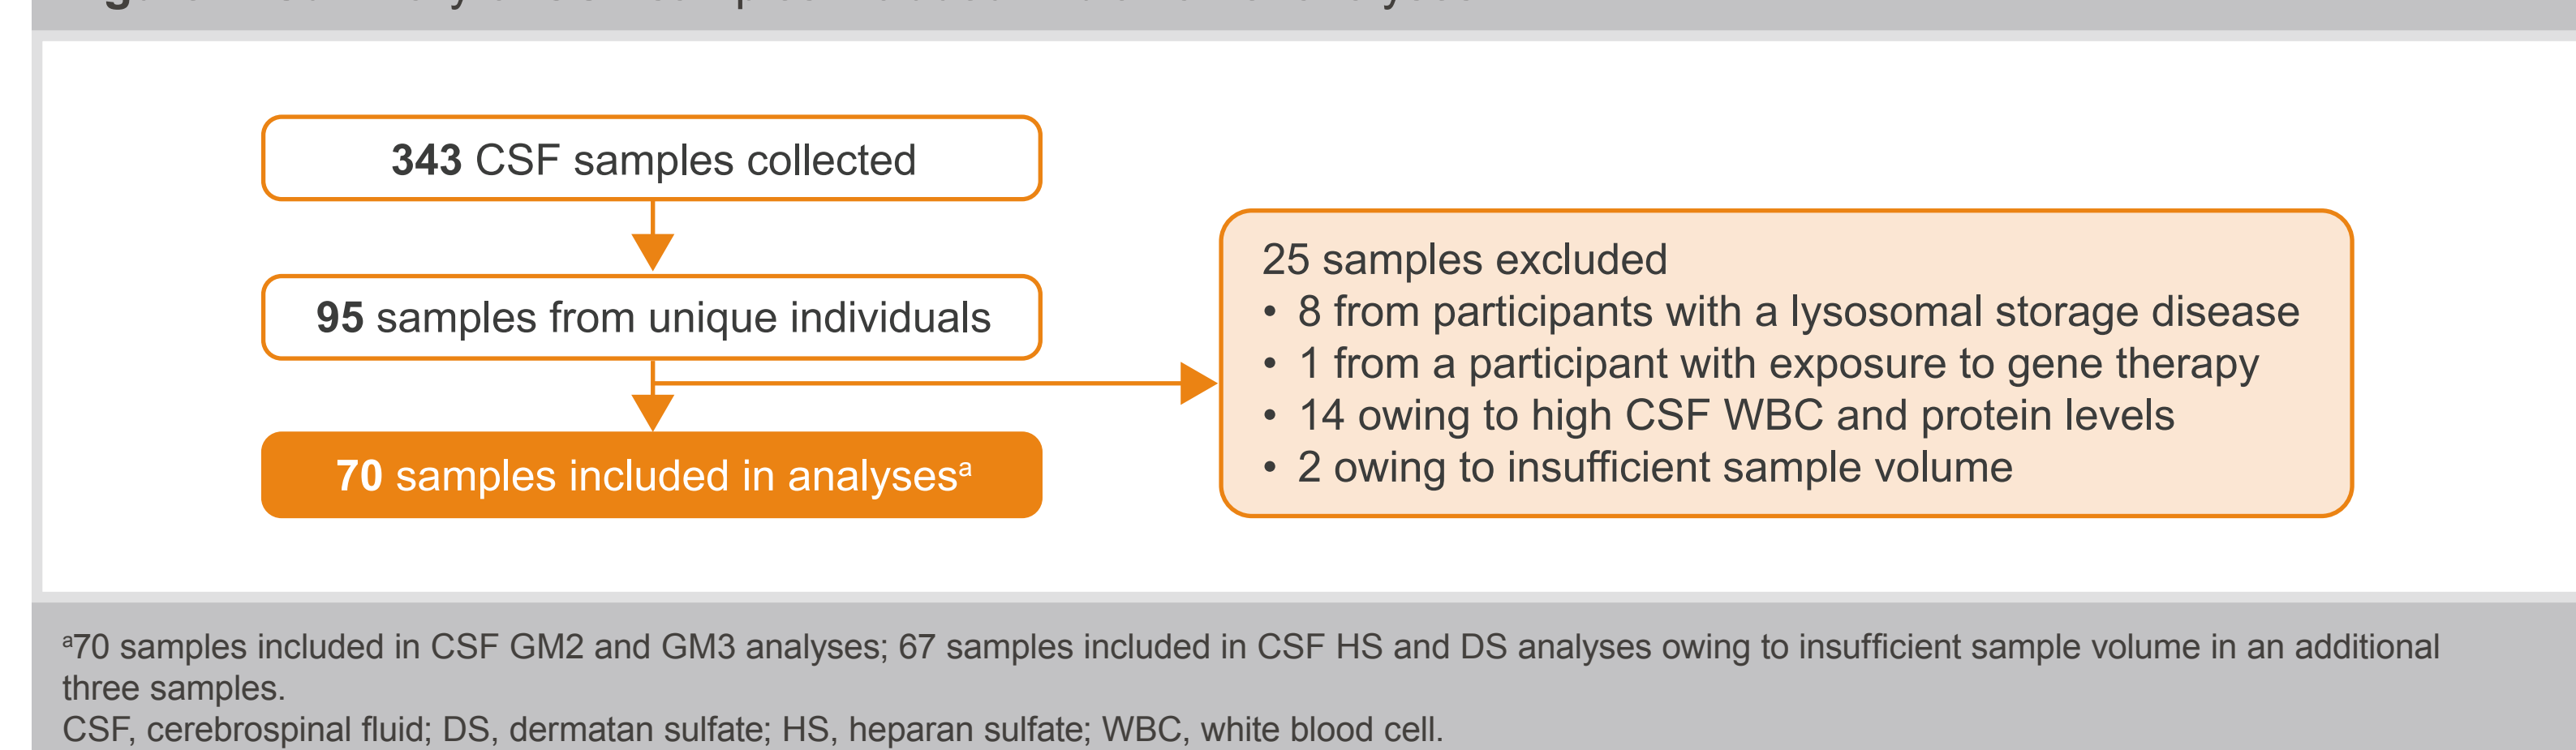 343 CSF samples collected
95 samples from unique individuals
70 samples included in analysesᵃ
25 samples excluded
• 8 from participants with a lysosomal storage disease
• 1 from a participant with exposure to gene therapy
• 14 owing to high CSF WBC and protein levels
• 2 owing to insufficient sample volume
ᵃ70 samples included in CSF GM2 and GM3 analyses; 67 samples included in CSF HS and DS analyses owing to insufficient sample volume in an additional
three samples.
CSF, cerebrospinal fluid; DS, dermatan sulfate; HS, heparan sulfate; WBC, white blood cell.